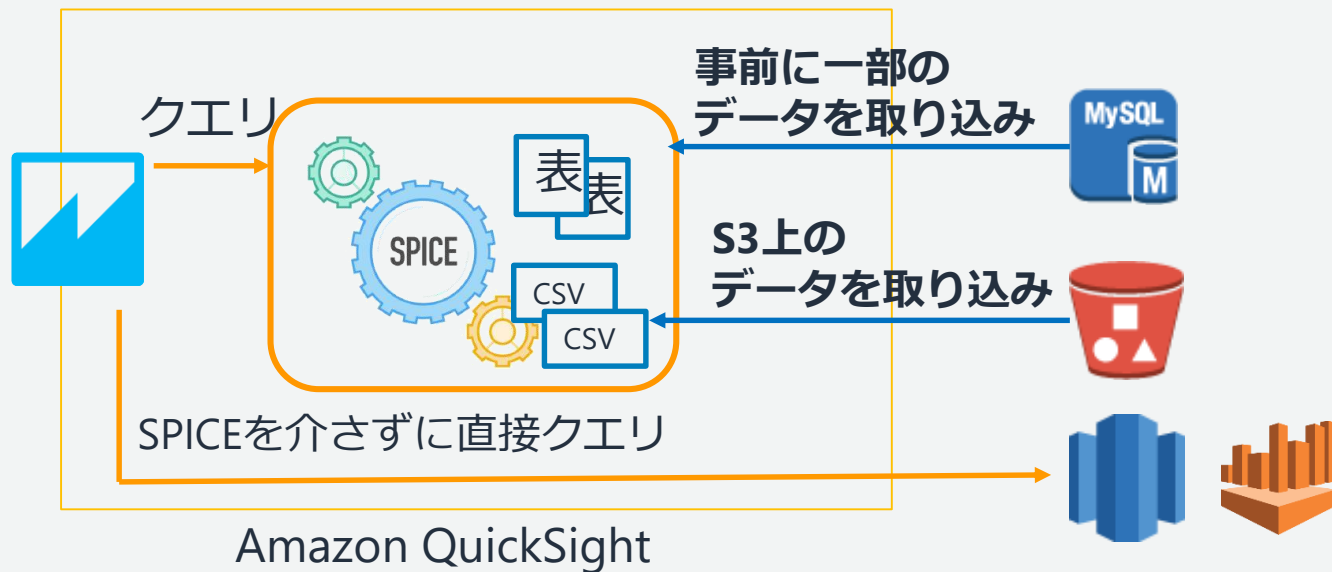 事前に一部の
データを取り込み
クエリ
MySQL
M
表
表
SPICE
S3上の
データを取り込み
CSV
CSV
SPICEを介さずに直接クエリ
Amazon QuickSight